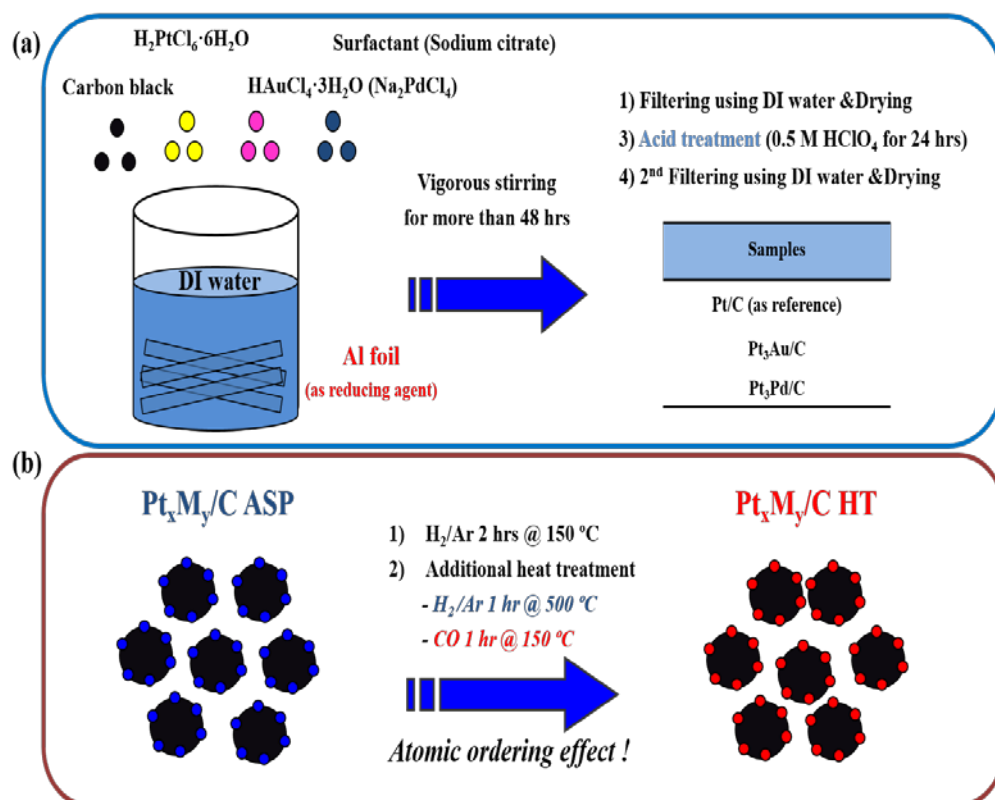 (a)
H₂PtCl₆·6H₂O
Surfactant (Sodium citrate)
Carbon black
HAuCl₄·3H₂O (Na₂PdCl₄)
DI water
Al foil
(as reducing agent)
Vigorous stirring
for more than 48 hrs
1) Filtering using DI water &Drying
3) Acid treatment (0.5 M HClO₄ for 24 hrs)
4) 2ⁿᵈ Filtering using DI water &Drying
Samples
Pt/C (as reference)
Pt₃Au/C
Pt₃Pd/C
(b)
PtₓMᵧ/C ASP
1) H₂/Ar 2 hrs @ 150 ºC
2) Additional heat treatment
- H₂/Ar 1 hr @ 500 ºC
- CO 1 hr @ 150 ºC
Atomic ordering effect !
PtₓMᵧ/C HT